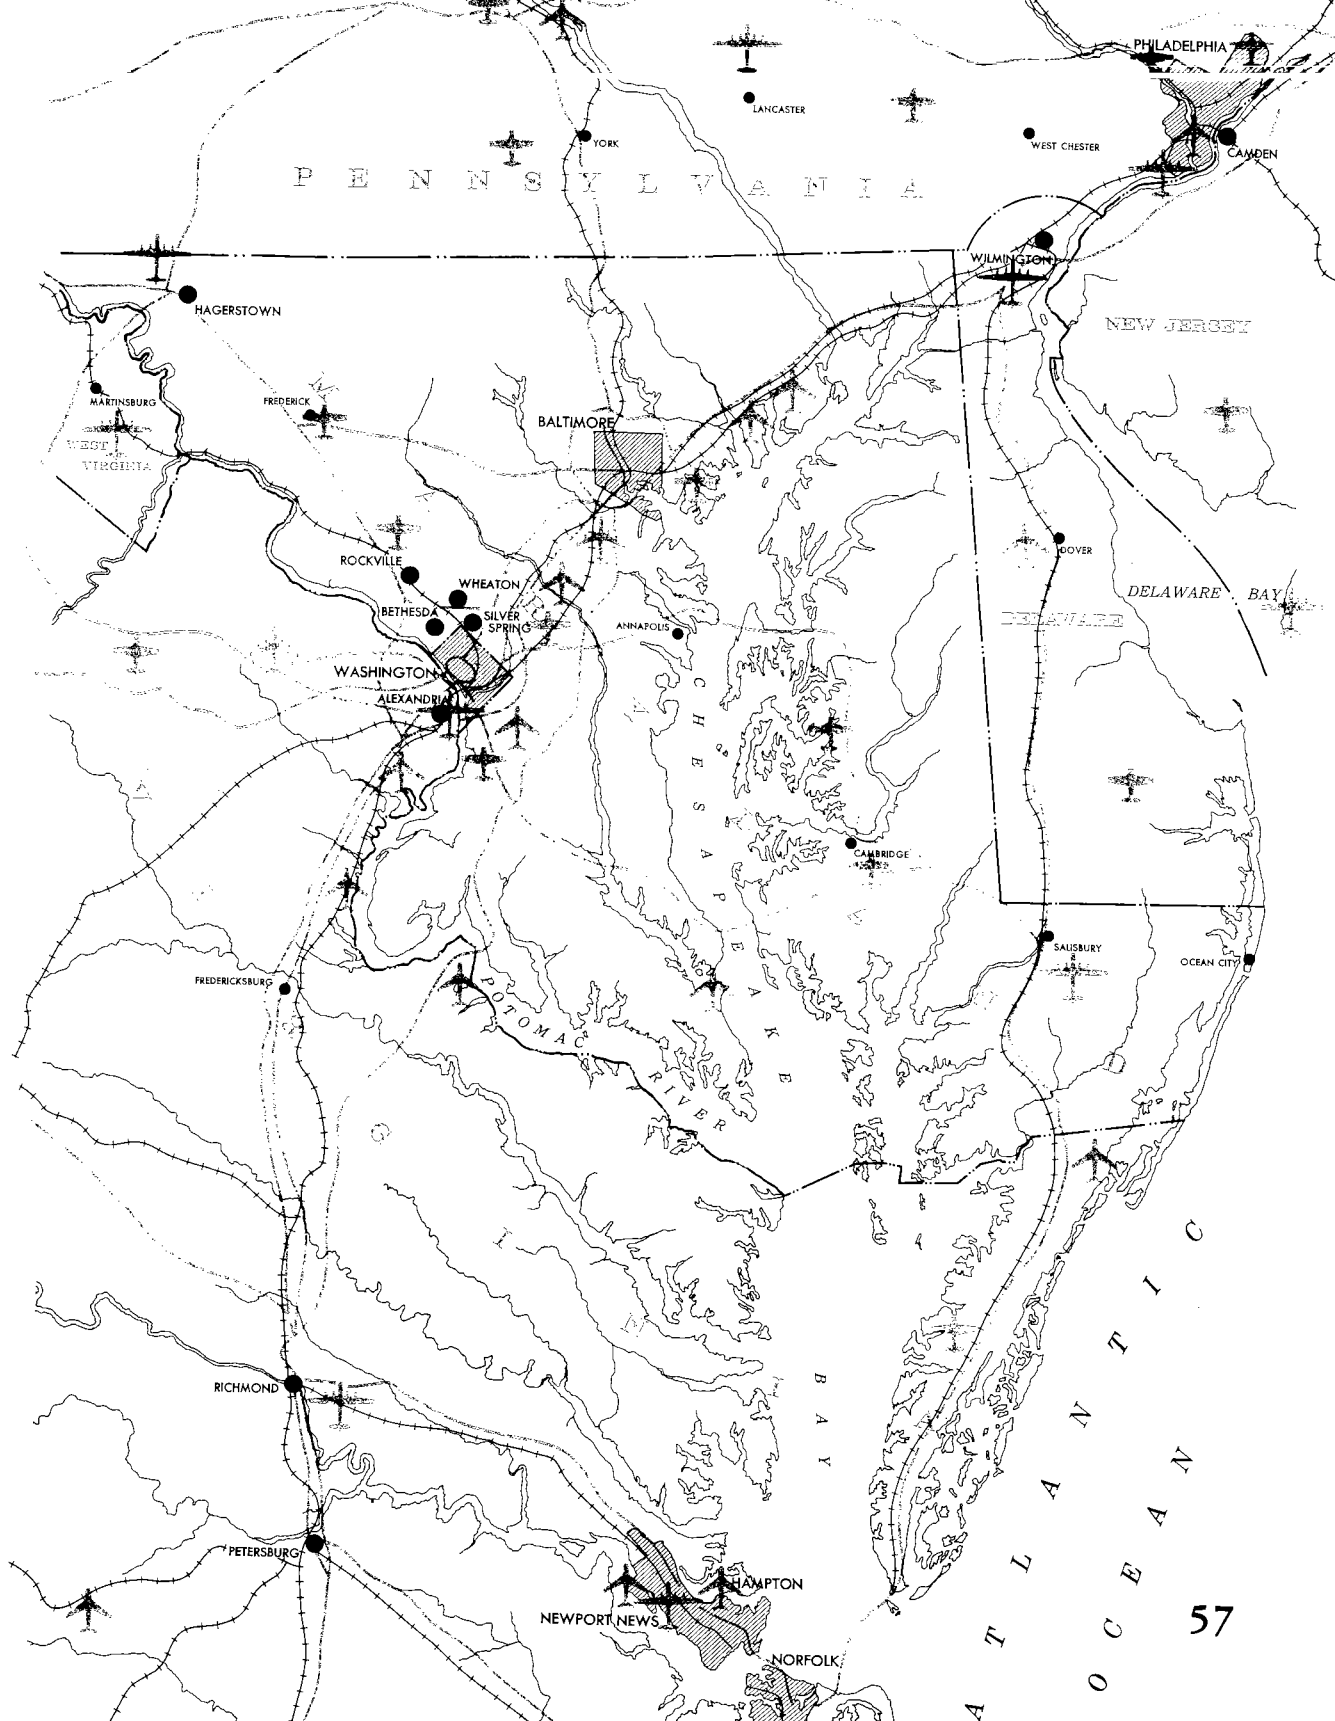 PHILADELPHIA
LANCASTER
YORK
WEST CHESTER
CAMDEN
PENNSYLVANIA
WILMINGTON
HAGERSTOWN
NEW JERSEY
MARTINSBURG
FREDERICK
WEST
VIRGINIA
BALTIMORE
ROCKVILLE
DOVER
WHEATON
BETHESDA
SILVER
SPRING
DELAWARE BAY
ANNAPOLIS
DELAWARE
WASHINGTON
ALEXANDRIA
CHESAPEAKE
BAY
CAMBRIDGE
SALISBURY
OCEAN CITY
FREDERICKSBURG
POTOMAC
RIVER
RICHMOND
ATLANTIC
OCEAN
PETERSBURG
HAMPTON
NEWPORT NEWS
NORFOLK
57